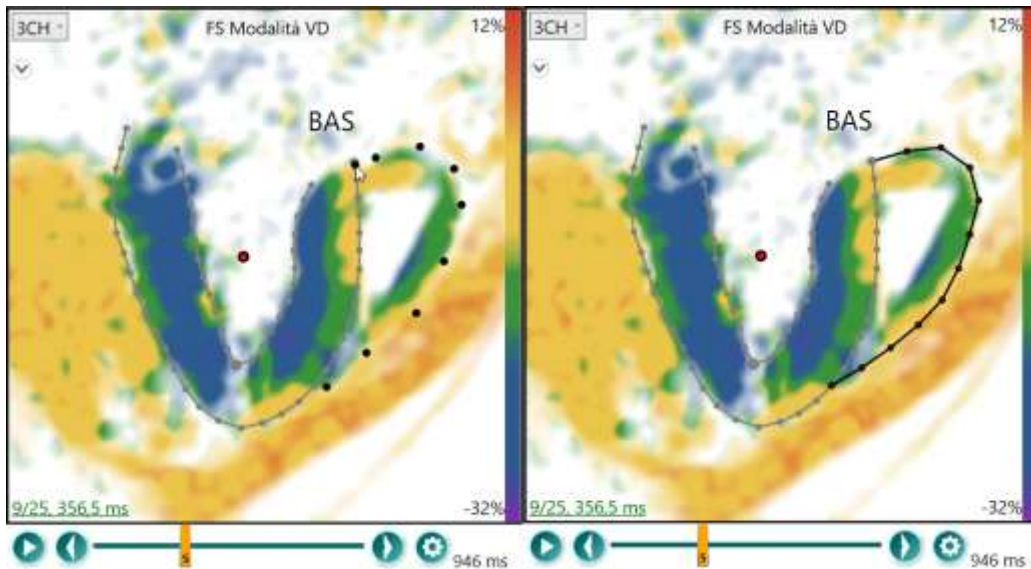 3CH FS Modalità VD 12%
BAS
9/25, 356,5 ms -32%
S
946 ms
3CH FS Modalità VD 12%
BAS
9/25, 356,5 ms -32%
S
946 ms